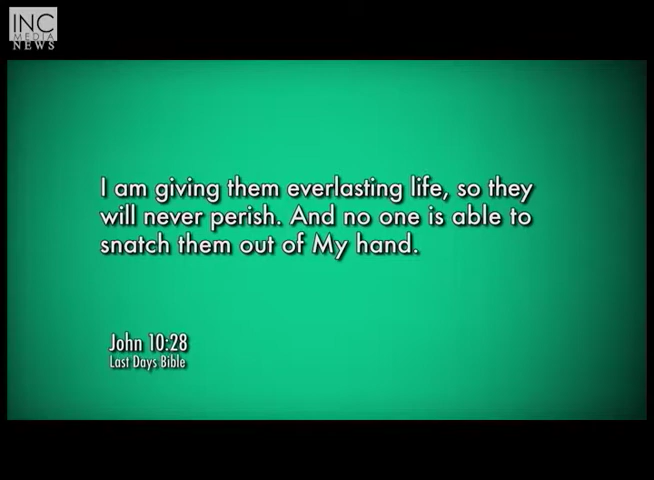 INC
MEDIA
NEWS
I am giving them everlasting life, so they
will never perish. And no one is able to
snatch them out of My hand.
John 10:28
Last Days Bible